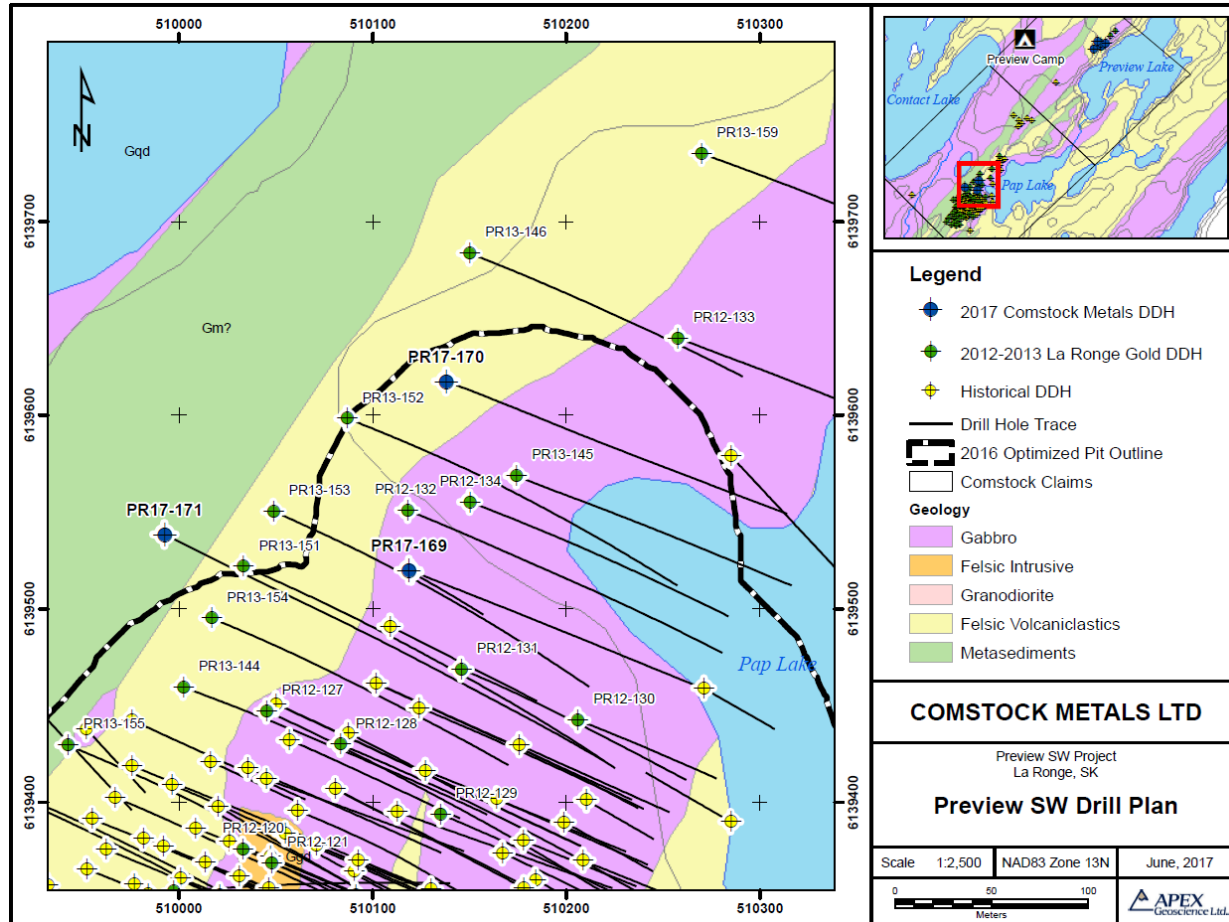 510000
510100
510200
510300
6139700
6139600
6139500
6139400
N
Gqd
Gm?
PR13-159
PR13-146
PR12-133
PR17-170
PR13-152
PR13-145
PR13-153
PR12-132
PR12-134
PR17-171
PR13-151
PR17-169
PR13-154
PR12-131
Pap Lake
PR13-144
PR12-127
PR12-130
PR13-155
PR12-128
PR12-129
PR12-120
PR12-121
Ggd
6139700
6139600
6139500
6139400
510000
510100
510200
510300
Preview Camp
Preview Lake
Contact Lake
Pap Lake
Legend
2017 Comstock Metals DDH
2012-2013 La Ronge Gold DDH
Historical DDH
Drill Hole Trace
2016 Optimized Pit Outline
Comstock Claims
Geology
Gabbro
Felsic Intrusive
Granodiorite
Felsic Volcaniclastics
Metasediments
COMSTOCK METALS LTD
Preview SW Project
La Ronge, SK
Preview SW Drill Plan
Scale 1:2,500
NAD83 Zone 13N
June, 2017
0 50 100
Meters
APEX
Geoscience Ltd.